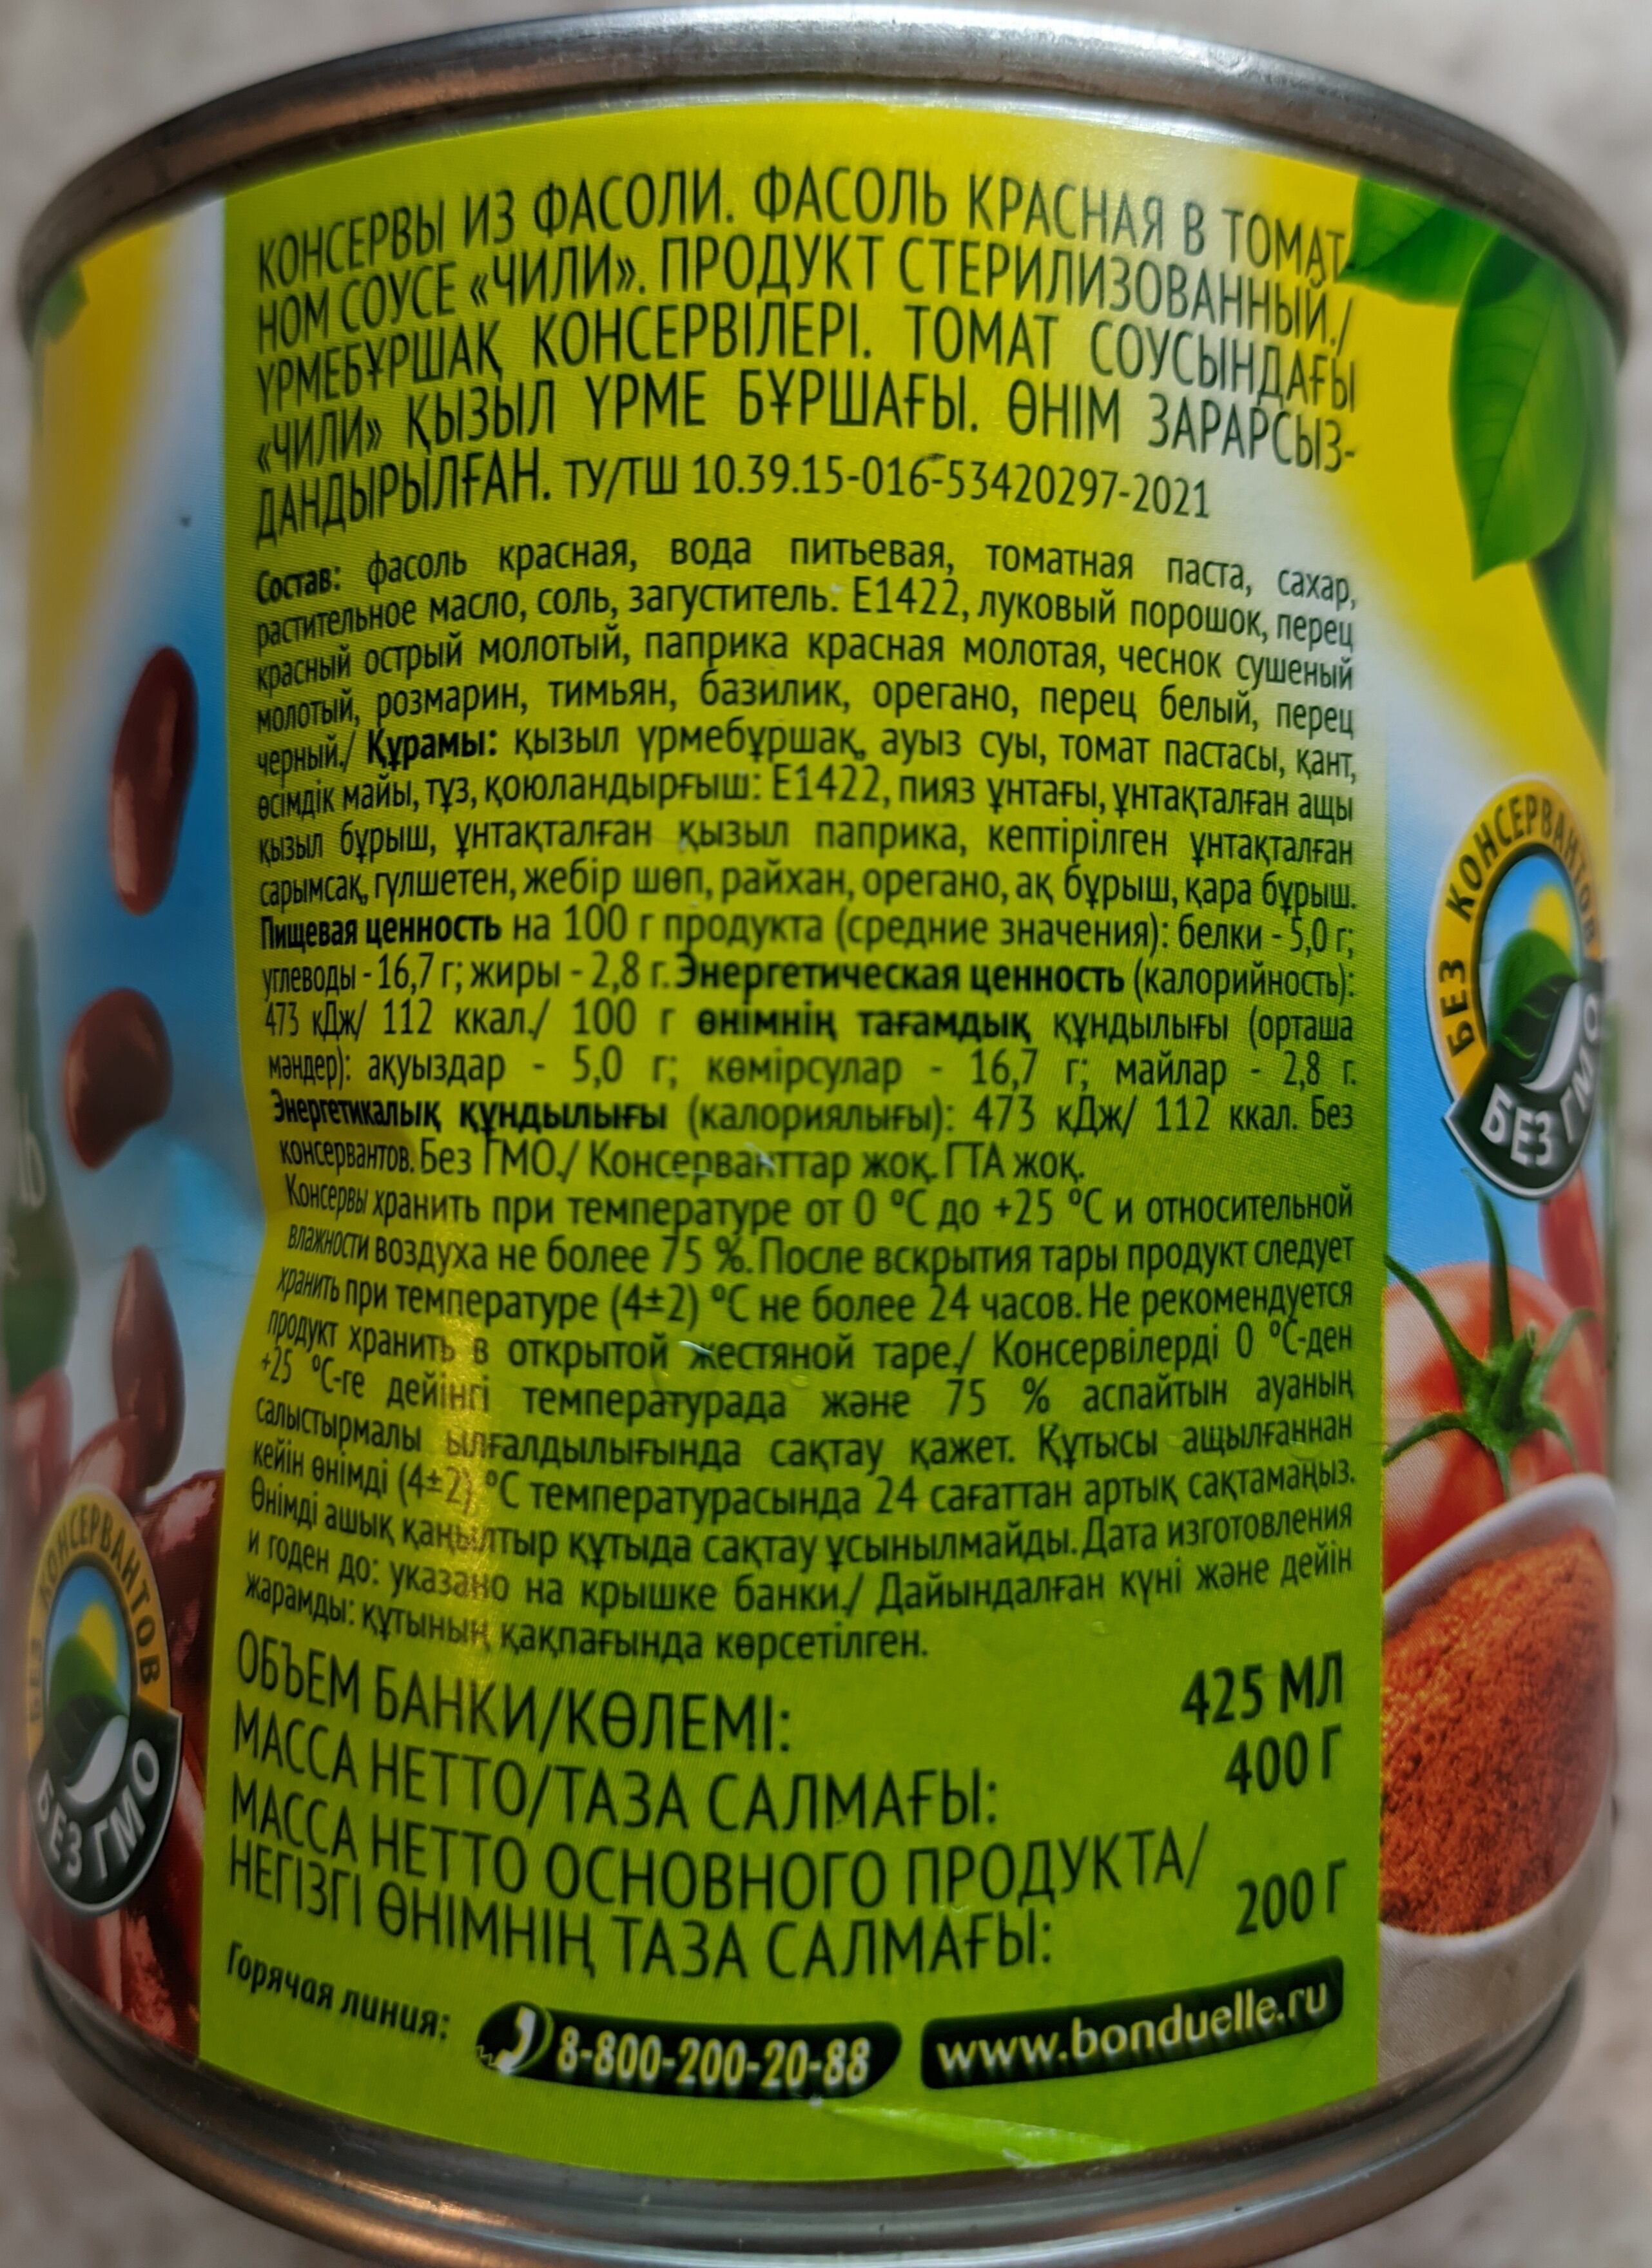 КОНСЕРВЫ ИЗ ФАСОЛИ. ФАСОЛЬ КРАСНАЯ В ТОМАТ-
НОМ СОУСЕ «ЧИЛИ». ПРОДУКТ СТЕРИЛИЗОВАННЫЙ./
ҮРМЕБҰРШАҚ КОНСЕРВІЛЕРІ. ТОМАТ СОУСЫНДАҒЫ
«ЧИЛИ» ҚЫЗЫЛ ҮРМЕ БҰРШАҒЫ. ӨНІМ ЗАРАРСЫЗ-
ДАНДЫРЫЛҒАН. ТУ/ТШ 10.39.15-016-53420297-2021
Состав: фасоль красная, вода питьевая, томатная паста, сахар,
растительное масло, соль, загуститель: Е1422, луковый порошок, перец
красный острый молотый, паприка красная молотая, чеснок сушеный
молотый, розмарин, тимьян, базилик, орегано, перец белый, перец
черный./ Құрамы: қызыл үрмебұршақ, ауыз суы, томат пастасы, қант,
өсімдік майы, тұз, қоюландырғыш: Е1422, пияз ұнтағы, ұнтақталған ащы
қызыл бұрыш, ұнтақталған қызыл паприка, кептірілген ұнтақталған
сарымсақ, гүлшетен, жебір шөп, райхан, орегано, ақ бұрыш, қара бұрыш.
Пищевая ценность на 100 г продукта (средние значения): белки - 5,0 г;
углеводы - 16,7 г; жиры - 2,8 г. Энергетическая ценность (калорийность):
473 кДж/ 112 ккал./ 100 г өнімнің тағамдық құндылығы (орташа
мәндер): ақуыздар - 5,0 г; көмірсулар - 16,7 г; майлар - 2,8 г.
Энергетикалық құндылығы (калориялығы): 473 кДж/ 112 ккал. Без
консервантов. Без ГМО./ Консерванттар жоқ. ГТА жоқ.
Консервы хранить при температуре от 0 °С до +25 °С и относительной
влажности воздуха не более 75 %. После вскрытия тары продукт следует
хранить при температуре (4±2) °С не более 24 часов. Не рекомендуется
продукт хранить в открытой жестяной таре./ Консервілерді 0 °С-ден
+25 °С-ге дейінгі температурада және 75 % аспайтын ауаның
салыстырмалы ылғалдылығында сақтау қажет. Құтысы ашылғаннан
кейін өнімді (4±2) °С температурасында 24 сағаттан артық сақтамаңыз.
Өнімді ашық қаңылтыр құтыда сақтау ұсынылмайды. Дата изготовления
и годен до: указано на крышке банки./ Дайындалған күні және дейін
жарамды: құтының қақпағында көрсетілген.
ОБЪЕМ БАНКИ/КӨЛЕМІ: 425 МЛ
МАССА НЕТТО/ТАЗА САЛМАҒЫ: 400 Г
МАССА НЕТТО ОСНОВНОГО ПРОДУКТА/
НЕГІЗГІ ӨНІМНІҢ ТАЗА САЛМАҒЫ: 200 Г
Горячая линия: 8-800-200-20-88 www.bonduelle.ru
БЕЗ КОНСЕРВАНТОВ
БЕЗ ГМО
БЕЗ КОНСЕРВАНТОВ
БЕЗ ГМО